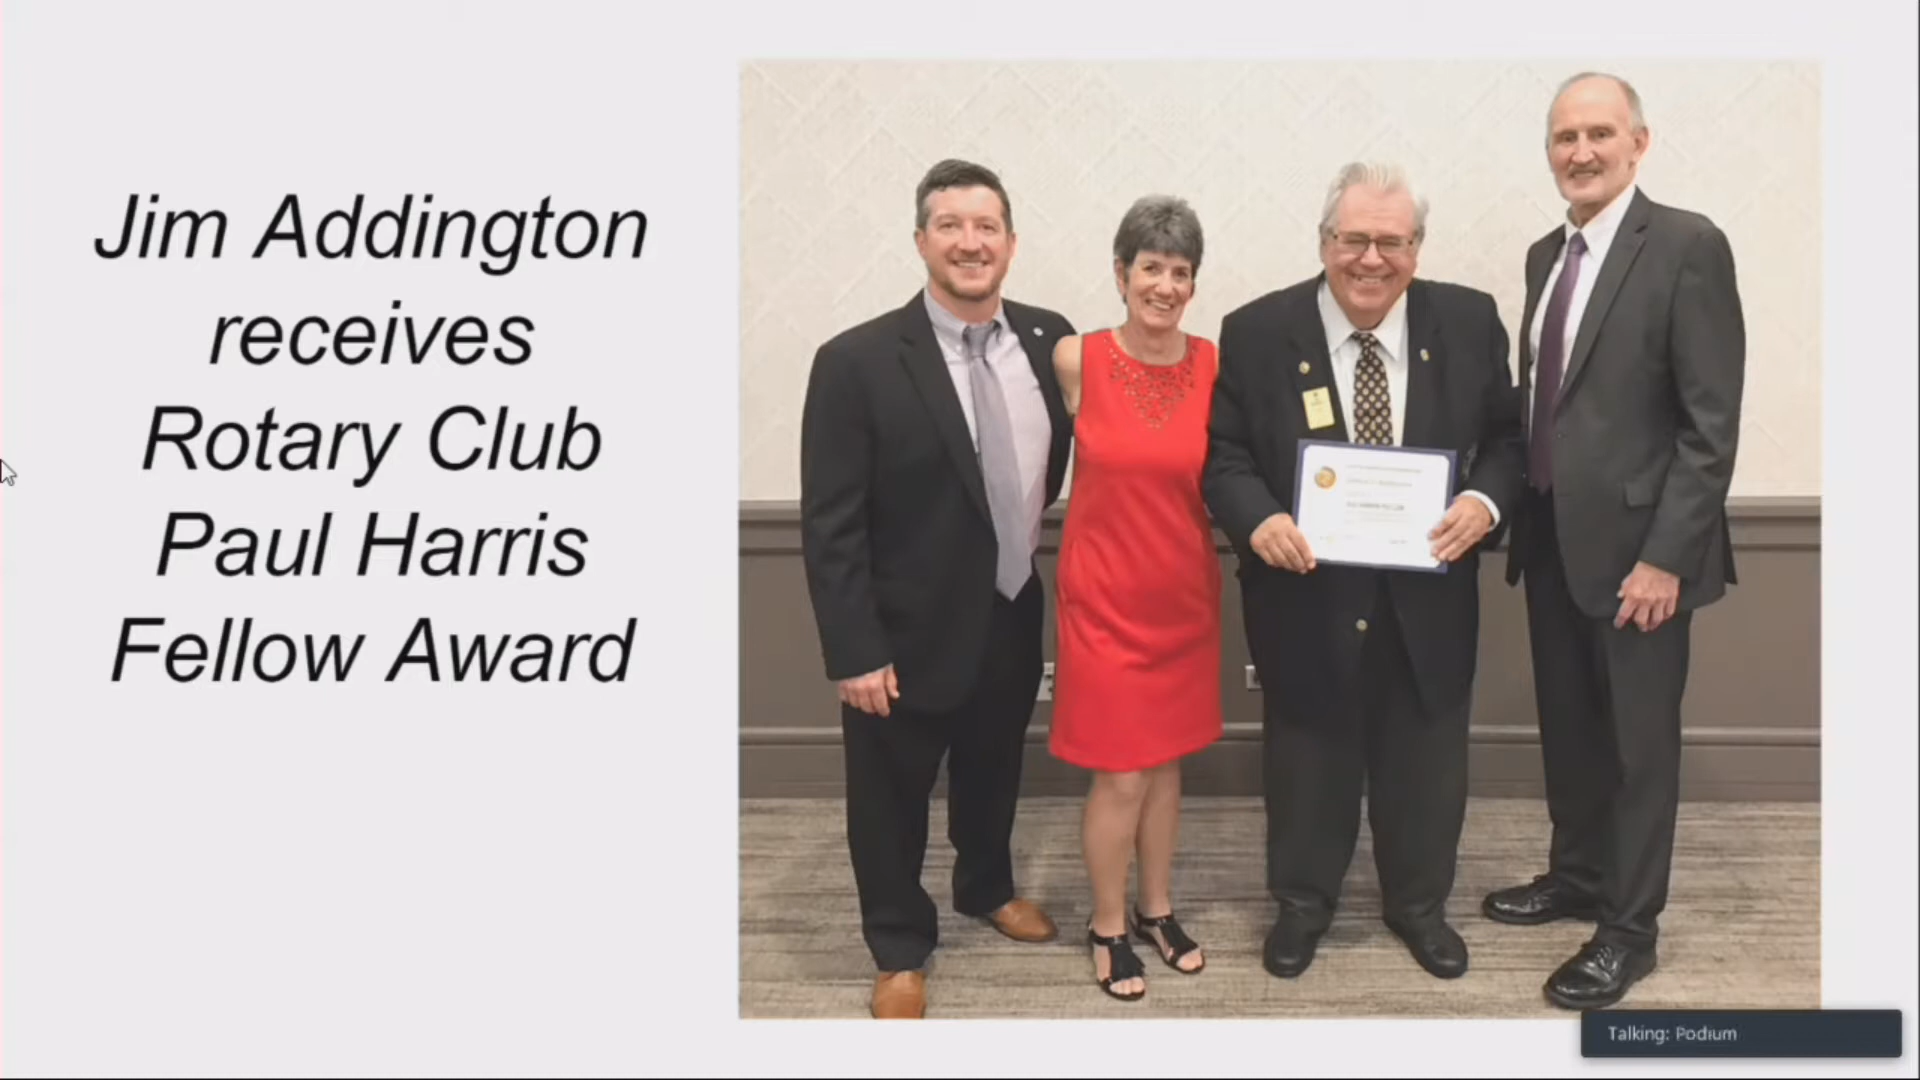 Jim Addington
receives
Rotary Club
Paul Harris
Fellow Award
Talking: Podium